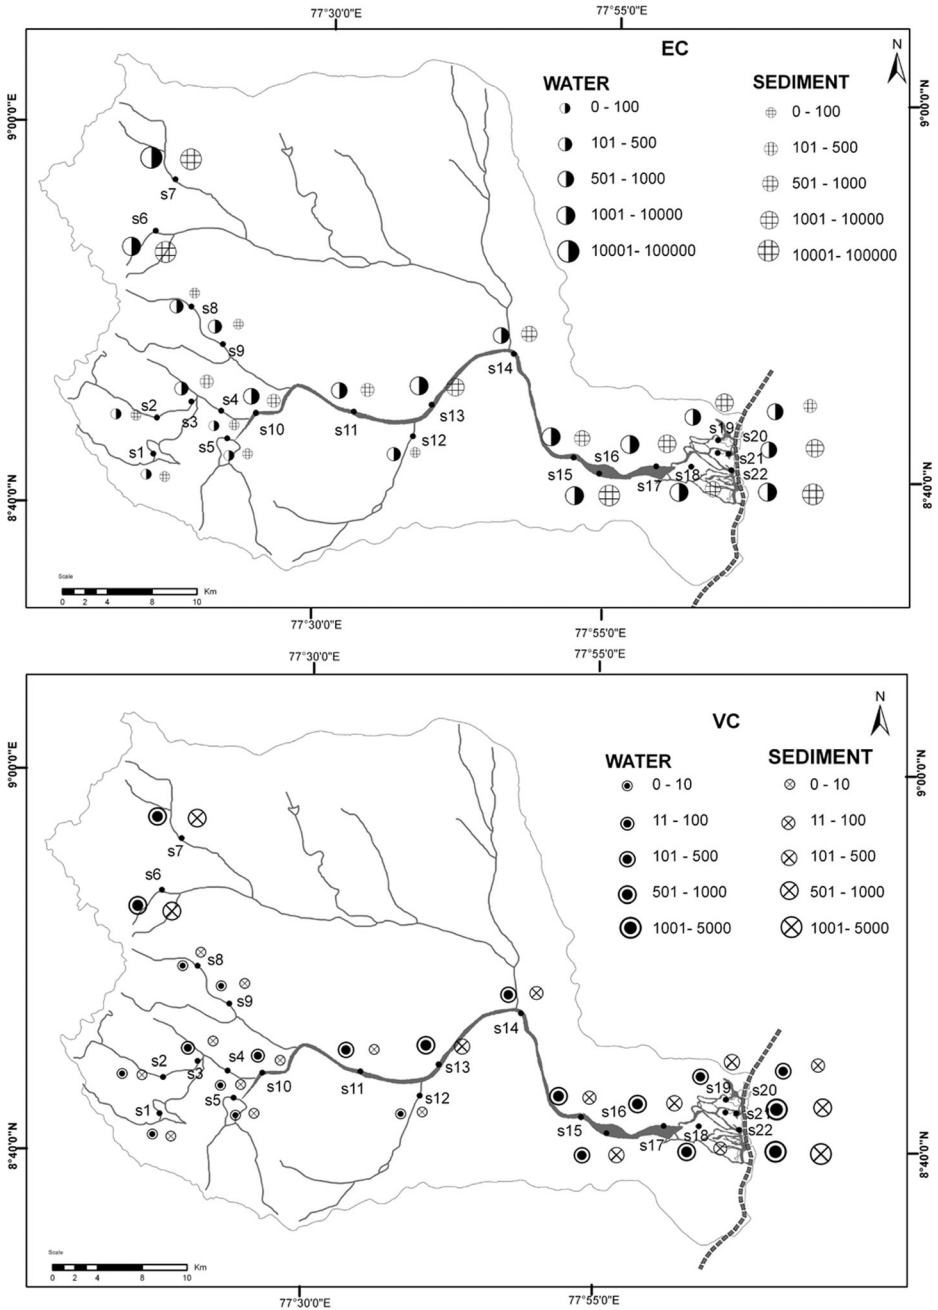 77°30'0"E 77°55'0"E
EC
N
WATER SEDIMENT
0 - 100 0 - 100
101 - 500 101 - 500
501 - 1000 501 - 1000
1001 - 10000 1001 - 10000
10001 - 100000 10001 - 100000
9°00'0"E
9°0'0"N
s7
s6
s8
s9
s14
s2
s3
s4
s10
s11
s13
s12
s5
s1
s15
s16
s17
s18
s19
s20
s21
s22
8°40'0"N
8°40'0"N
Scale
0 2 4 8 10 Km
77°30'0"E 77°55'0"E
77°30'0"E 77°55'0"E
VC
N
WATER SEDIMENT
0 - 10 0 - 10
11 - 100 11 - 100
101 - 500 101 - 500
501 - 1000 501 - 1000
1001- 5000 1001- 5000
9°00'0"E
9°0'0"N
s7
s6
s8
s9
s14
s2
s3
s4
s10
s11
s13
s12
s5
s1
s15
s16
s17
s18
s19
s20
s21
s22
8°40'0"N
8°40'0"N
Scale
0 2 4 8 10 Km
77°30'0"E 77°55'0"E